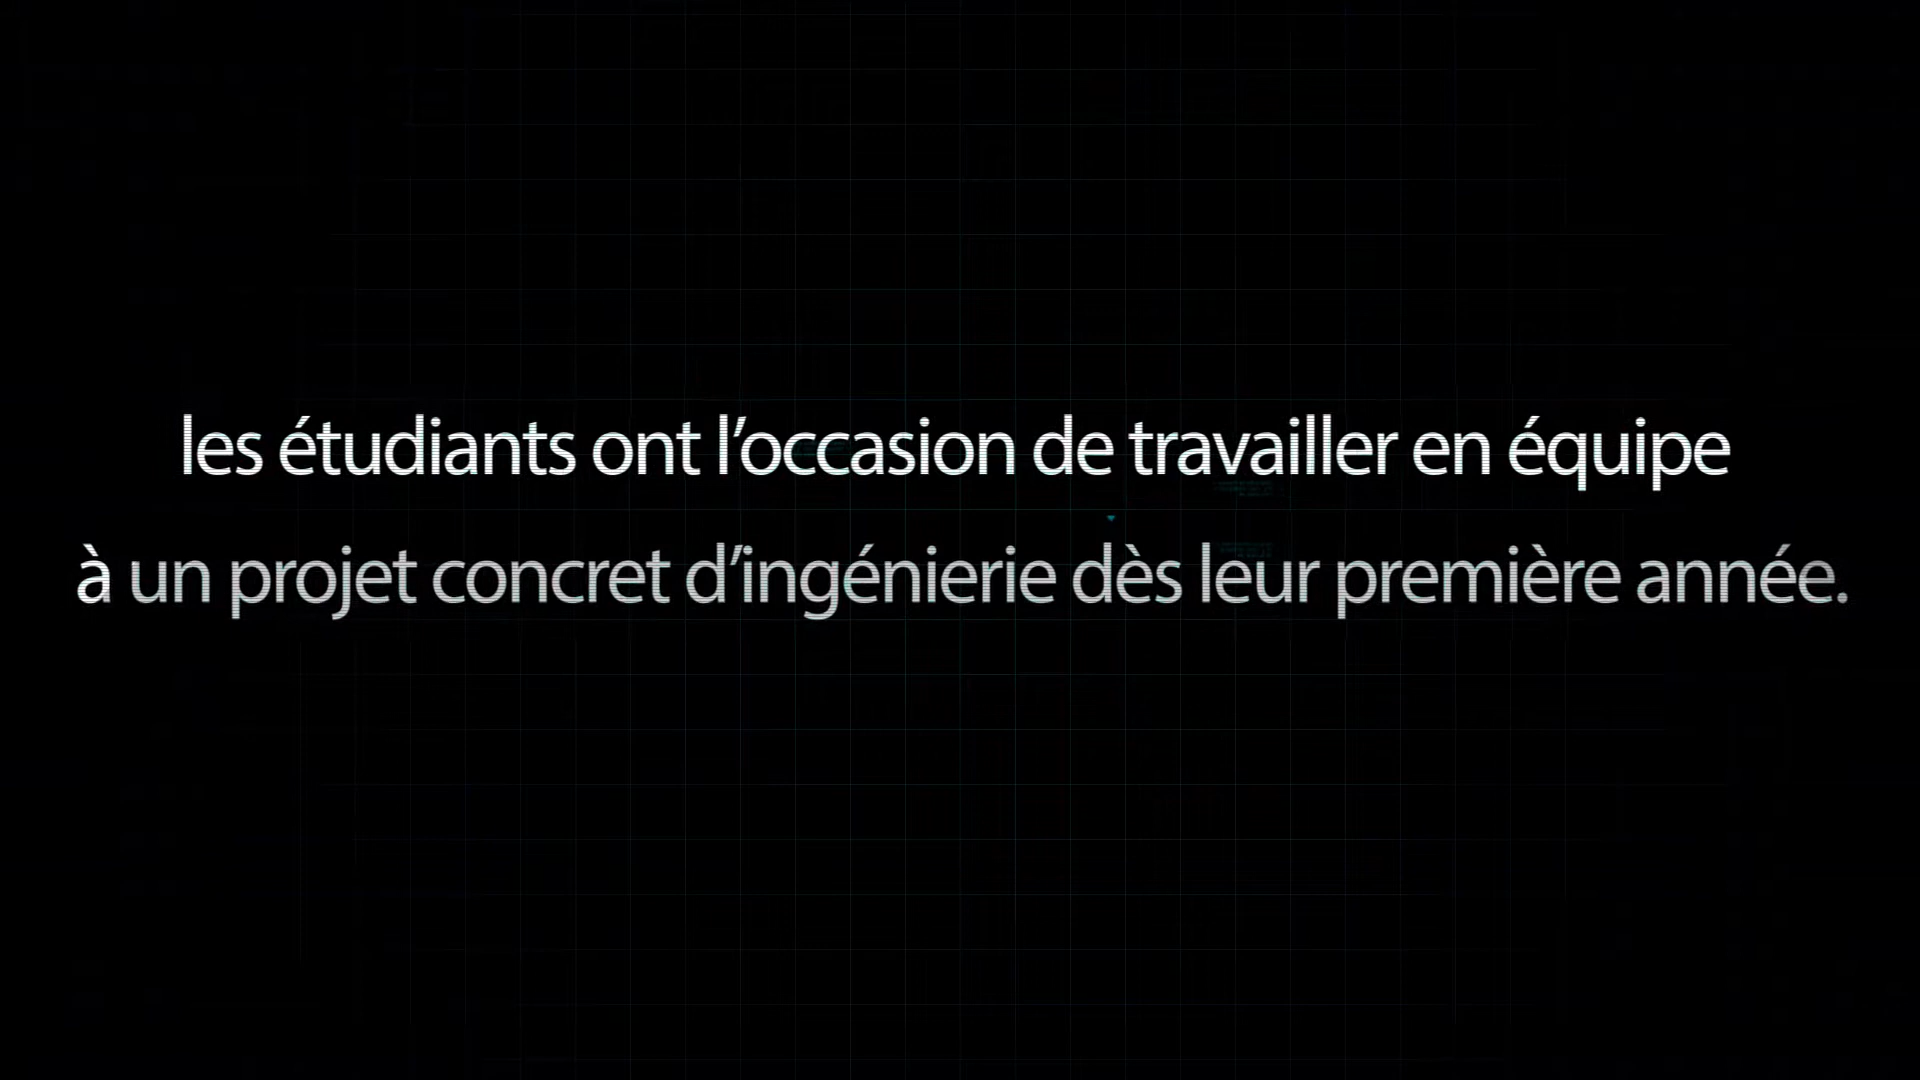 les étudiants ont l’occasion de travailler en équipe
à un projet concret d’ingénierie dès leur première année.